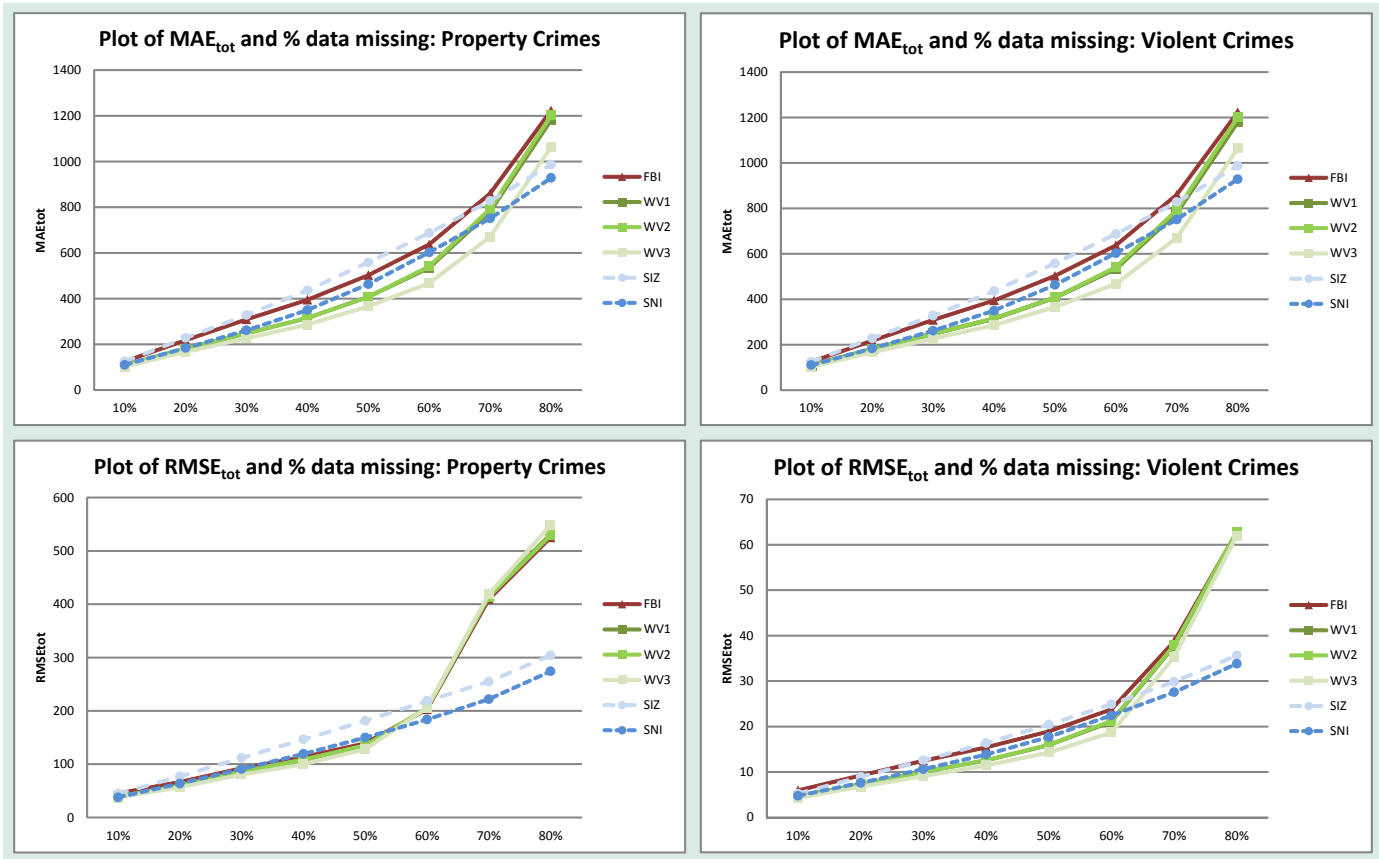 Plot of MAEtot and % data missing: Property Crimes
1400
1200
1000
800
600
400
200
0
MAEtot
10% 20% 30% 40% 50% 60% 70% 80%
FBI
WV1
WV2
WV3
SIZ
SNI
Plot of MAEtot and % data missing: Violent Crimes
1400
1200
1000
800
600
400
200
0
MAEtot
10% 20% 30% 40% 50% 60% 70% 80%
FBI
WV1
WV2
WV3
SIZ
SNI
Plot of RMSEtot and % data missing: Property Crimes
600
500
400
300
200
100
0
RMSEtot
10% 20% 30% 40% 50% 60% 70% 80%
FBI
WV1
WV2
WV3
SIZ
SNI
Plot of RMSEtot and % data missing: Violent Crimes
70
60
50
40
30
20
10
0
RMSEtot
10% 20% 30% 40% 50% 60% 70% 80%
FBI
WV1
WV2
WV3
SIZ
SNI